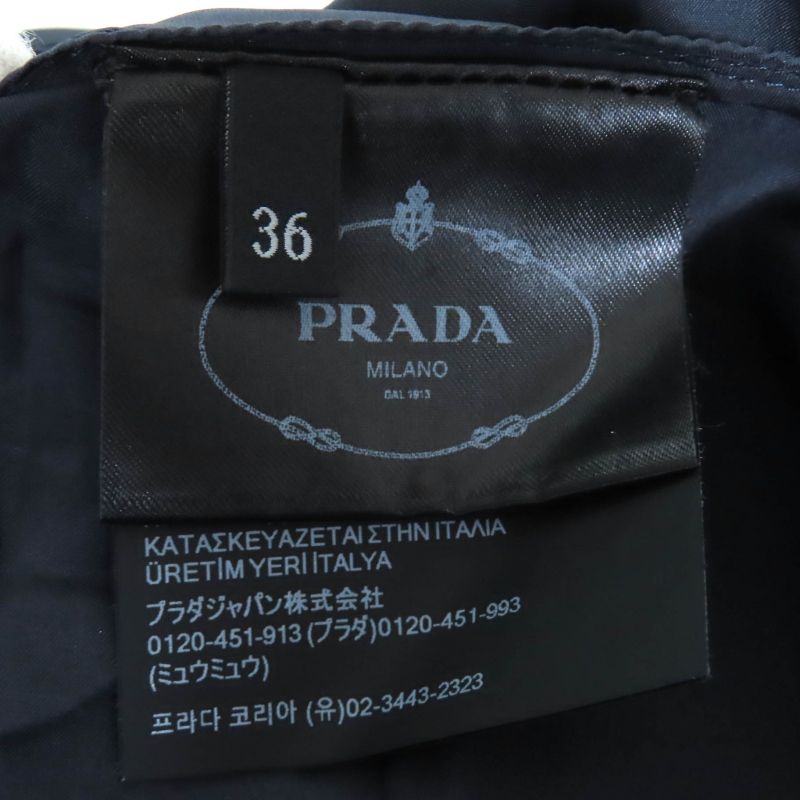 36
PRADA
MILANO
DAL 1913
ΚΑΤΑΣΚΕΥΑΖΕΤΑΙ ΣΤΗΝ ΙΤΑΛΙΑ
ÜRETİM YERİ İTALYA
プラダジャパン株式会社
0120-451-913 (プラダ)0120-451-993
(ミュウミュウ)
프라다 코리아 (유)02-3443-2323